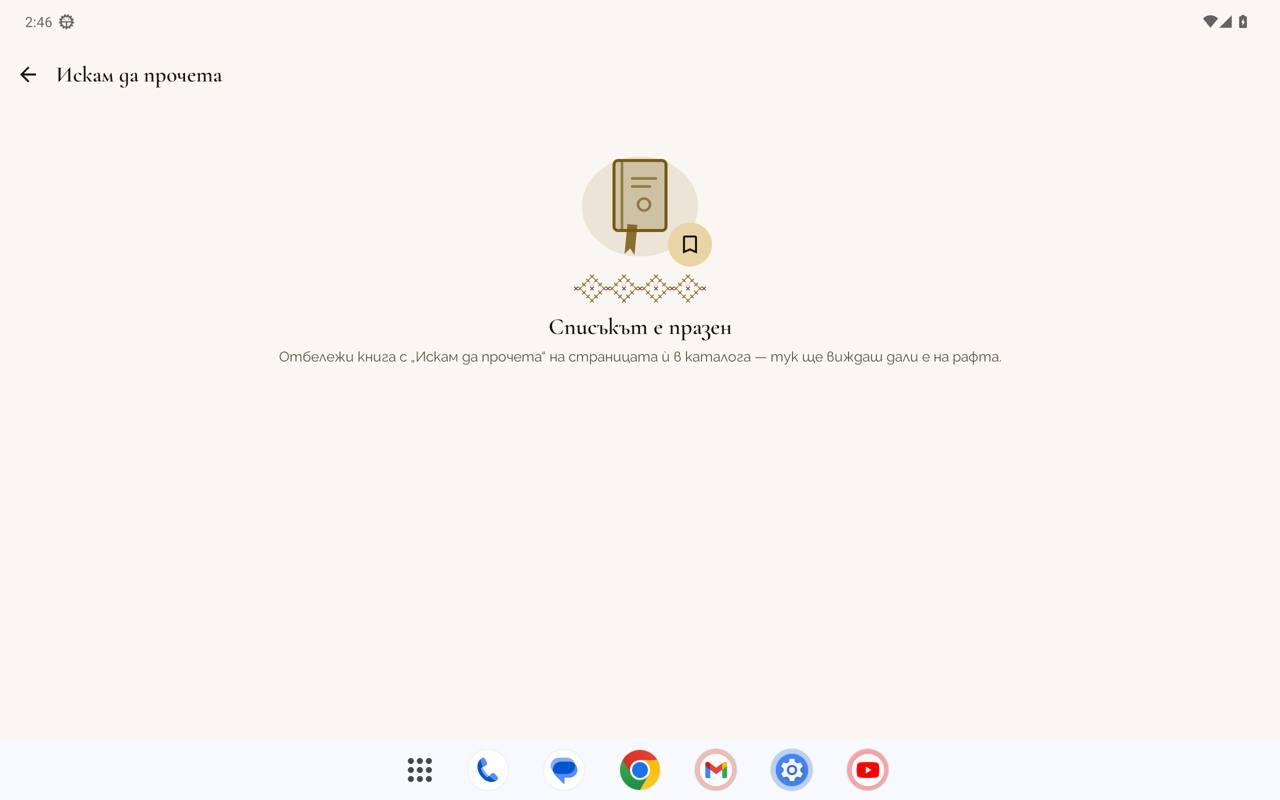 2:46
Искам да прочета
Списъкът е празен
Отбележи книга с „Искам да прочета“ на страницата ѝ в каталога — тук ще виждаш дали е на рафта.